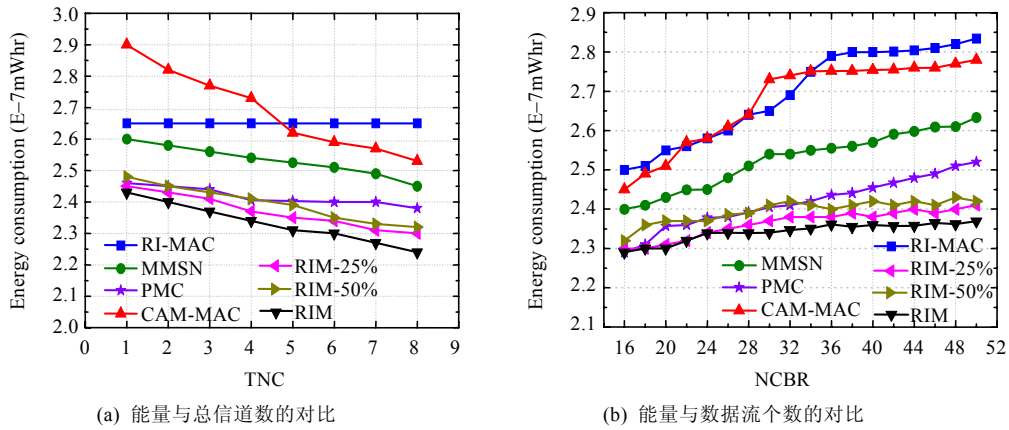 3.0
2.9
2.8
2.7
2.6
2.5
2.4
2.3
2.2
2.1
2.0
Energy consumption (E–7mWhr)
RI-MAC
MMSN
PMC
CAM-MAC
RIM-25%
RIM-50%
RIM
0 1 2 3 4 5 6 7 8 9
TNC
(a) 能量与总信道数的对比
2.9
2.8
2.7
2.6
2.5
2.4
2.3
2.2
2.1
Energy consumption (E–7mWhr)
MMSN
PMC
CAM-MAC
RI-MAC
RIM-25%
RIM-50%
RIM
16 20 24 28 32 36 40 44 48 52
NCBR
(b) 能量与数据流个数的对比